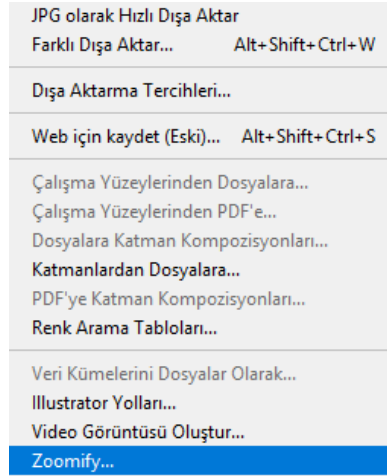 JPG olarak Hızlı Dışa Aktar
Farklı Dışa Aktar... Alt+Shift+Ctrl+W
Dışa Aktarma Tercihleri...
Web için kaydet (Eski)... Alt+Shift+Ctrl+S
Çalışma Yüzeylerinden Dosyalara...
Çalışma Yüzeylerinden PDF'e...
Dosyalara Katman Kompozisyonları...
Katmanlardan Dosyalara...
PDF'ye Katman Kompozisyonları...
Renk Arama Tabloları...
Veri Kümelerini Dosyalar Olarak...
Illustrator Yolları...
Video Görüntüsü Oluştur...
Zoomify...